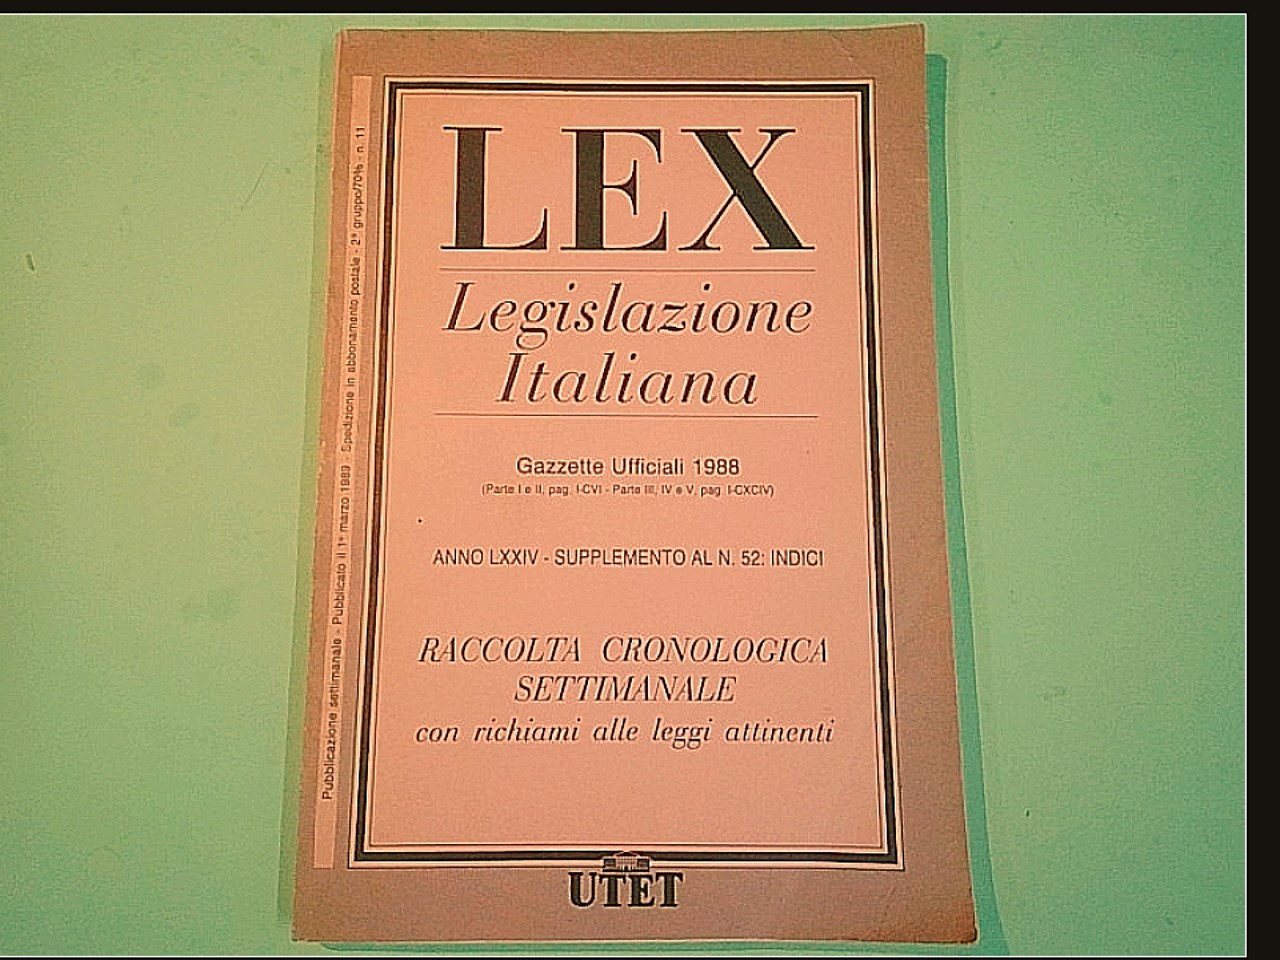 LEX
Legislazione
Italiana
Gazzette Ufficiali 1988
(Parte I e II, pag. I-CVI - Parte III, IV e V, pag. I-CXCIV)
ANNO LXXIV - SUPPLEMENTO AL N. 52: INDICI
RACCOLTA CRONOLOGICA
SETTIMANALE
con richiami alle leggi attinenti
UTET
Pubblicazione settimanale - Pubblicato il 1° marzo 1989 - Spedizione in abbonamento postale - 2° gruppo/70% - n. 11